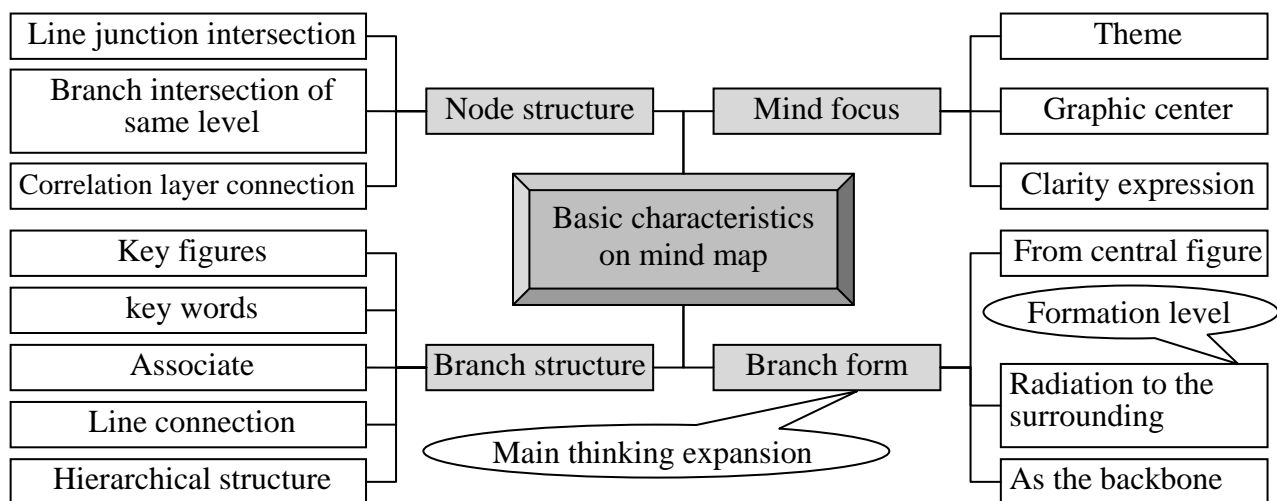 Line junction intersection
Branch intersection of
same level
Correlation layer connection
Node structure
Mind focus
Theme
Graphic center
Clarity expression
Basic characteristics
on mind map
Key figures
key words
Associate
Line connection
Hierarchical structure
Branch structure
Branch form
Main thinking expansion
From central figure
Formation level
Radiation to the
surrounding
As the backbone